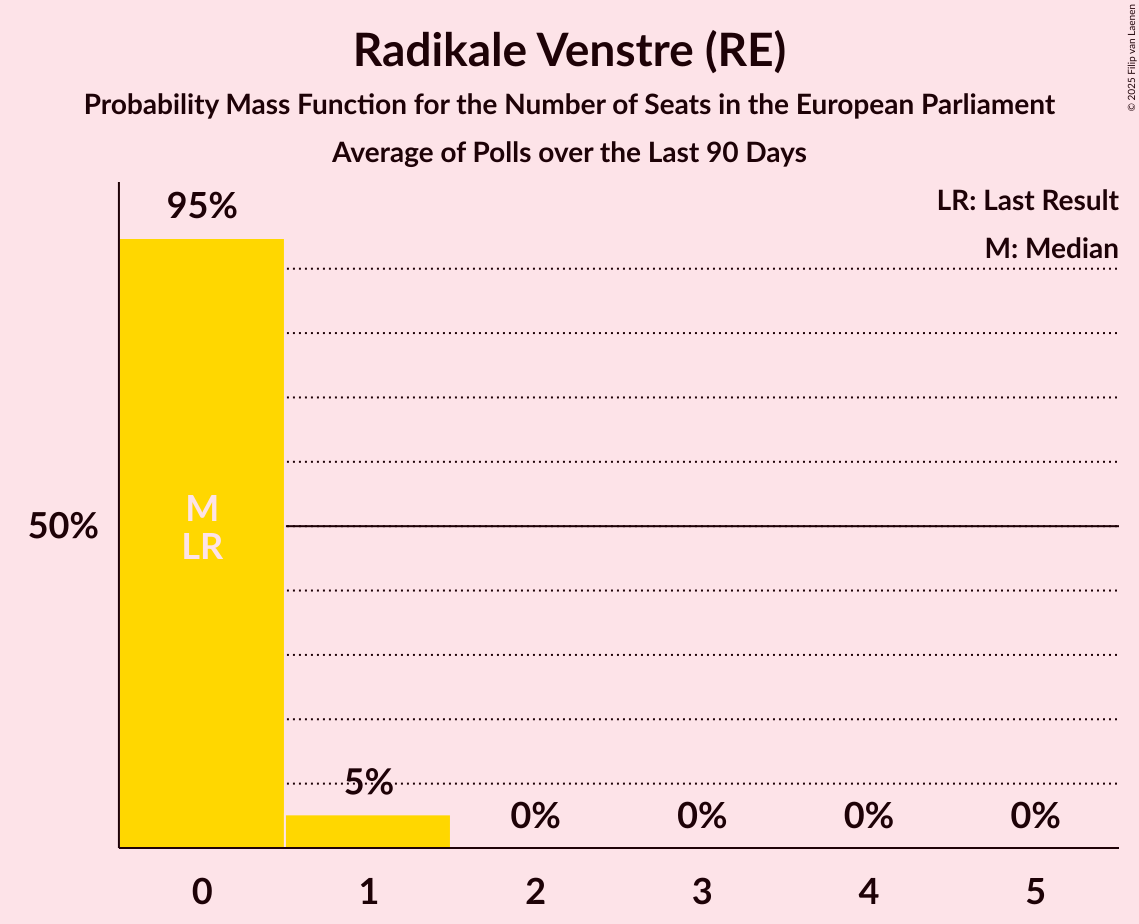 Radikale Venstre (RE)
Probability Mass Function for the Number of Seats in the European Parliament
Average of Polls over the Last 90 Days
© 2025 Filip van Laenen
LR: Last Result
M: Median
95%
M
LR
50%
5%
0%
0%
0%
0%
0
1
2
3
4
5